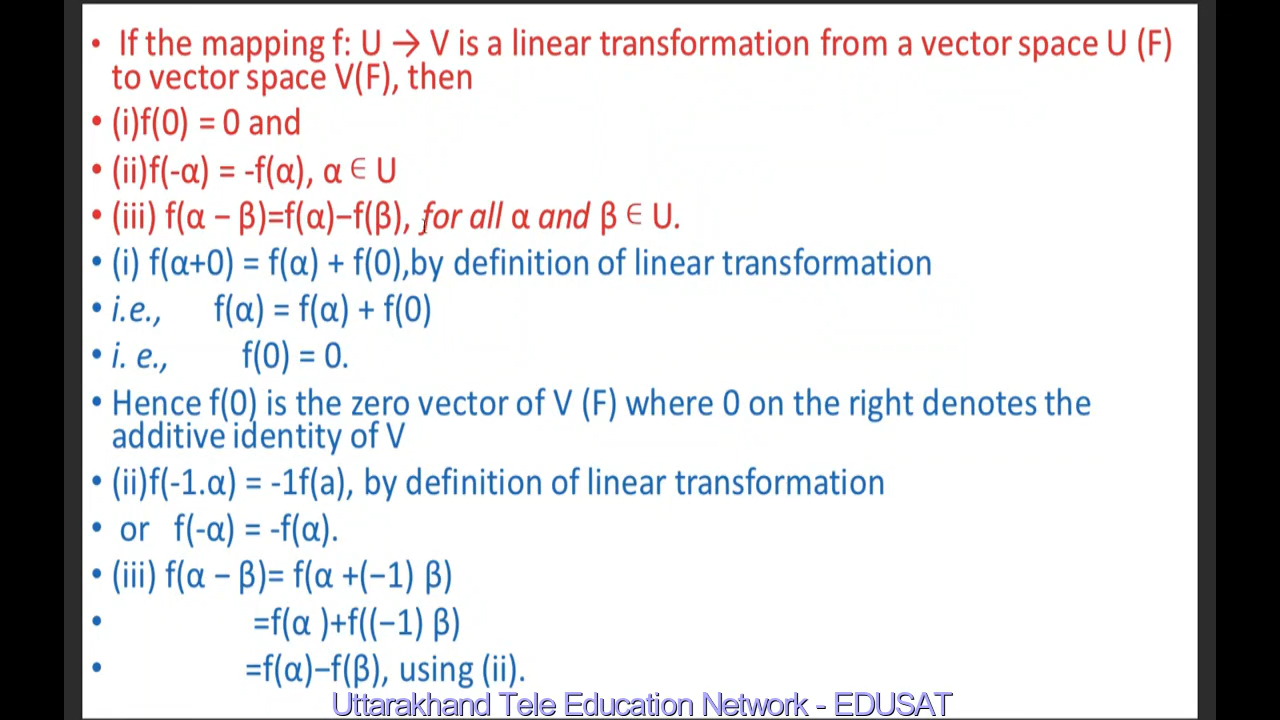 • If the mapping f: U → V is a linear transformation from a vector space U (F)
to vector space V(F), then
• (i)f(0) = 0 and
• (ii)f(-α) = -f(α), α ∈ U
• (iii) f(α − β)=f(α)−f(β), for all α and β ∈ U.
• (i) f(α+0) = f(α) + f(0),by definition of linear transformation
• i.e., f(α) = f(α) + f(0)
• i. e., f(0) = 0.
• Hence f(0) is the zero vector of V (F) where 0 on the right denotes the
additive identity of V
• (ii)f(-1.α) = -1f(a), by definition of linear transformation
• or f(-α) = -f(α).
• (iii) f(α − β)= f(α +(−1) β)
• =f(α )+f((−1) β)
• =f(α)−f(β), using (ii).
Uttarakhand Tele Education Network - EDUSAT